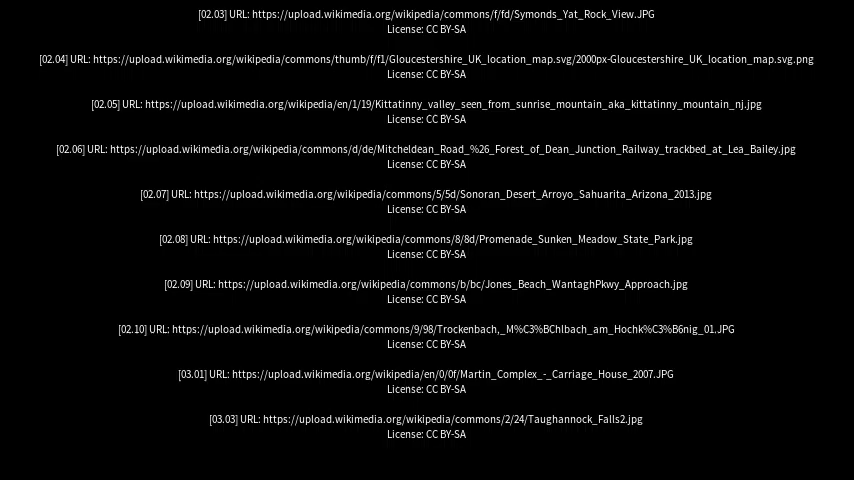 [02.03] URL: https://upload.wikimedia.org/wikipedia/commons/f/fd/Symonds_Yat_Rock_View.JPG
License: CC BY-SA
[02.04] URL: https://upload.wikimedia.org/wikipedia/commons/thumb/f/f1/Gloucestershire_UK_location_map.svg/2000px-Gloucestershire_UK_location_map.svg.png
License: CC BY-SA
[02.05] URL: https://upload.wikimedia.org/wikipedia/en/1/19/Kittatinny_valley_seen_from_sunrise_mountain_aka_kittatinny_mountain_nj.jpg
License: CC BY-SA
[02.06] URL: https://upload.wikimedia.org/wikipedia/commons/d/de/Mitcheldean_Road_%26_Forest_of_Dean_Junction_Railway_trackbed_at_Lea_Bailey.jpg
License: CC BY-SA
[02.07] URL: https://upload.wikimedia.org/wikipedia/commons/5/5d/Sonoran_Desert_Arroyo_Sahuarita_Arizona_2013.jpg
License: CC BY-SA
[02.08] URL: https://upload.wikimedia.org/wikipedia/commons/8/8d/Promenade_Sunken_Meadow_State_Park.jpg
License: CC BY-SA
[02.09] URL: https://upload.wikimedia.org/wikipedia/commons/b/bc/Jones_Beach_WantaghPkwy_Approach.jpg
License: CC BY-SA
[02.10] URL: https://upload.wikimedia.org/wikipedia/commons/9/98/Trockenbach,_M%C3%BChlbach_am_Hochk%C3%B6nig_01.JPG
License: CC BY-SA
[03.01] URL: https://upload.wikimedia.org/wikipedia/en/0/0f/Martin_Complex_-_Carriage_House_2007.JPG
License: CC BY-SA
[03.03] URL: https://upload.wikimedia.org/wikipedia/commons/2/24/Taughannock_Falls2.jpg
License: CC BY-SA